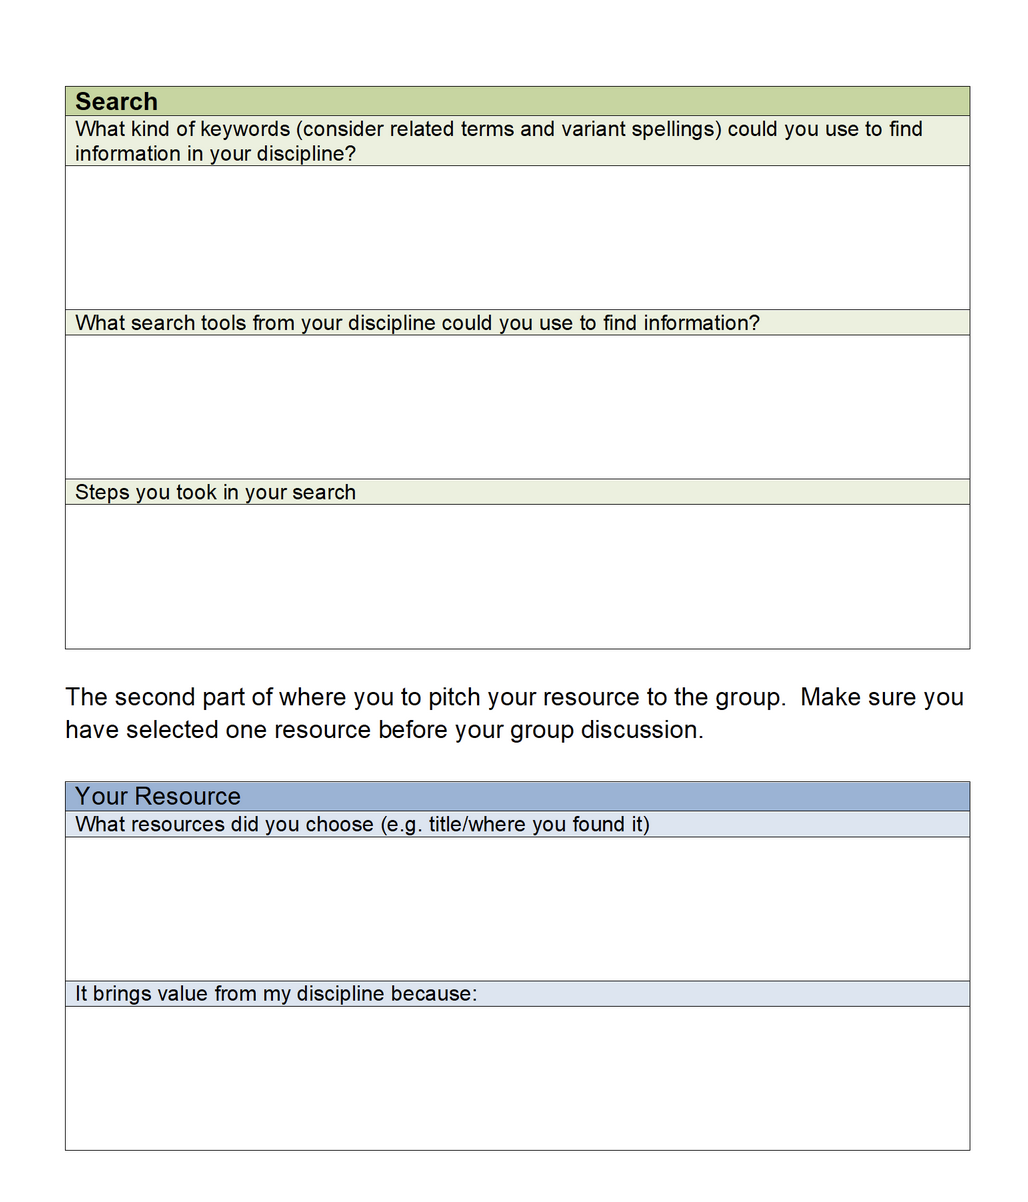 Search
What kind of keywords (consider related terms and variant spellings) could you use to find
information in your discipline?
What search tools from your discipline could you use to find information?
Steps you took in your search
The second part of where you to pitch your resource to the group.  Make sure you
have selected one resource before your group discussion.
Your Resource
What resources did you choose (e.g. title/where you found it)
It brings value from my discipline because: